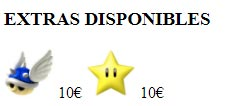 EXTRAS DISPONIBLES
10€ 10€